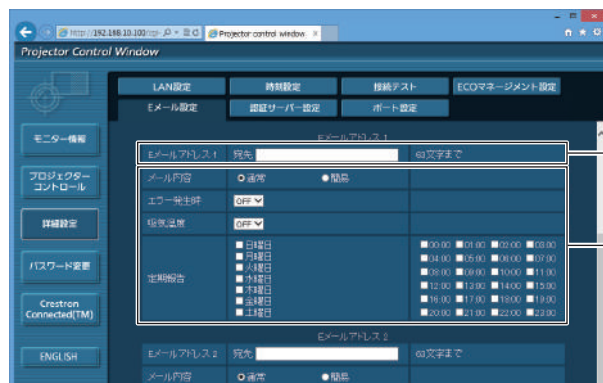 http://192.168.10.100/cgi-
Projector control window
Projector Control Window
LAN設定 時刻設定 接続テスト ECOマネージメント設定
Eメール設定 認証サーバー設定 ポート設定
モニター情報
プロジェクターコントロール
詳細設定
パスワード変更
Crestron Connected(TM)
ENGLISH
Eメールアドレス 1
Eメールアドレス 1 宛先 63文字まで
メール内容 通常 簡易
エラー発生時 OFF
吸気温度 OFF
定期報告
日曜日
月曜日
火曜日
水曜日
木曜日
金曜日
土曜日
00:00 01:00 02:00 03:00
04:00 05:00 06:00 07:00
08:00 09:00 10:00 11:00
12:00 13:00 14:00 15:00
16:00 17:00 18:00 19:00
20:00 21:00 22:00 23:00
Eメールアドレス 2
Eメールアドレス 2 宛先 63文字まで
メール内容 通常 簡易